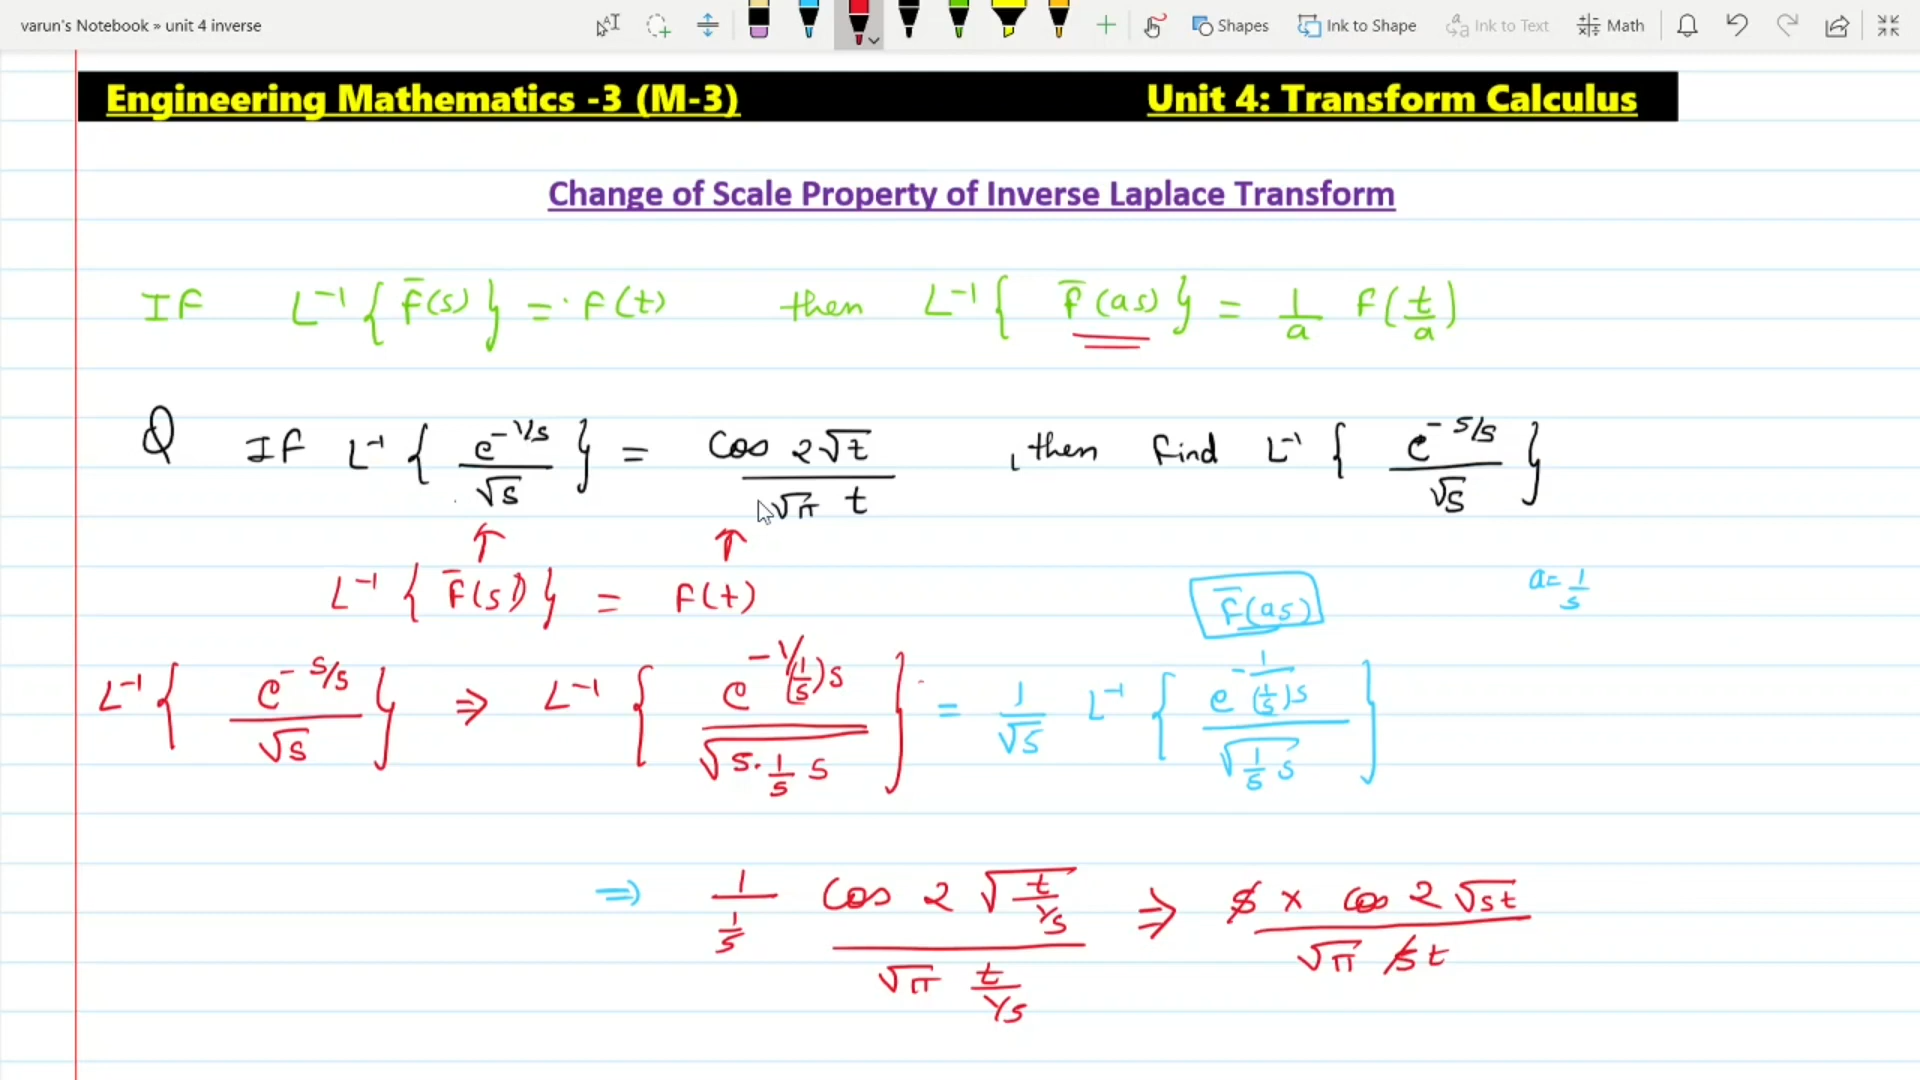 varun's Notebook » unit 4 inverse Shapes Ink to Shape Ink to Text Math
Engineering Mathematics -3 (M-3) Unit 4: Transform Calculus
Change of Scale Property of Inverse Laplace Transform
IF L⁻¹{ F̅(s) } = F(t) then L⁻¹{ F̅(as) } = 1/a F(t/a)
Q IF L⁻¹{ e^(-1/s) / √s } = cos 2√t / √π t , then find L⁻¹{ e^(-5/s) / √s }
↑ ↑
L⁻¹{ F̅(s) } = F(t) F̅(as) a = 1/5
L⁻¹{ e^(-5/s) / √s } ⇒ L⁻¹{ e^(-1/(1/5)s) / √(5·1/5 s) } = 1/√5 L⁻¹{ e^(-1/(1/5)s) / √(1/5 s) }
⇒ 1/(1/5) cos 2√(t/(1/5)) / √π t/(1/5) ⇒ 5 × cos 2√5t / √π 5t